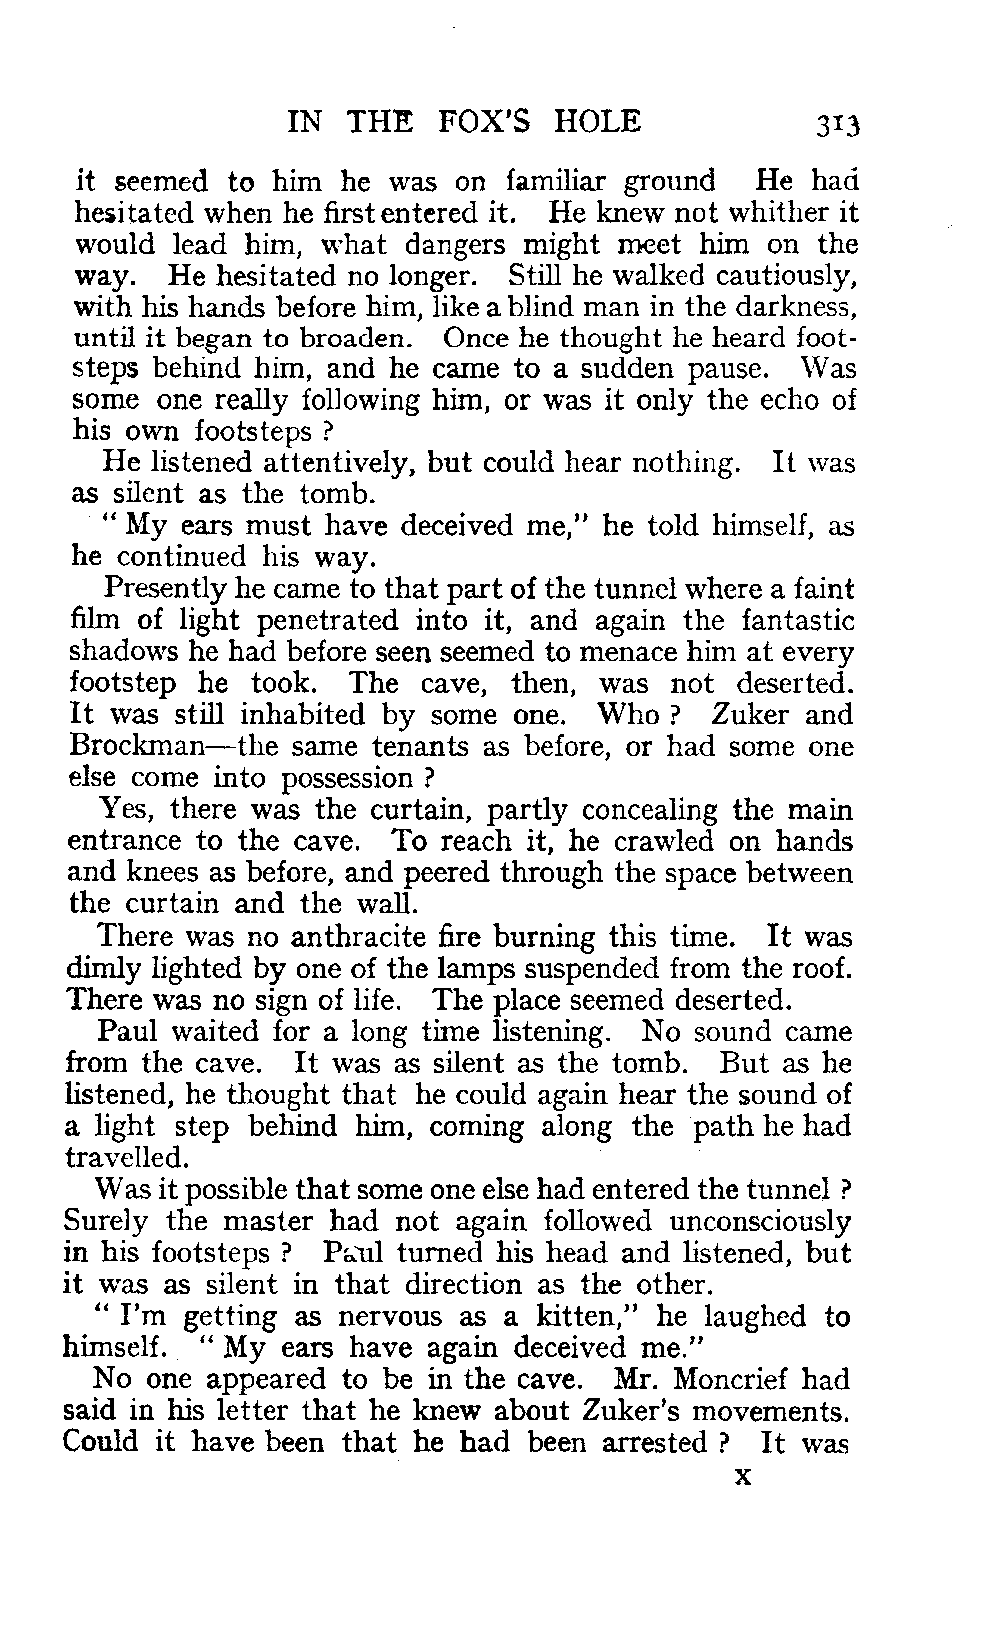 IN THE FOX'S HOLE 313
it seemed to him he was on familiar ground He had
hesitated when he first entered it. He knew not whither it
would lead him, what dangers might meet him on the
way. He hesitated no longer. Still he walked cautiously,
with his hands before him, like a blind man in the darkness,
until it began to broaden. Once he thought he heard foot-
steps behind him, and he came to a sudden pause. Was
some one really following him, or was it only the echo of
his own footsteps ?
He listened attentively, but could hear nothing. It was
as silent as the tomb.
" My ears must have deceived me," he told himself, as
he continued his way.
Presently he came to that part of the tunnel where a faint
film of light penetrated into it, and again the fantastic
shadows he had before seen seemed to menace him at every
footstep he took. The cave, then, was not deserted.
It was still inhabited by some one. Who ? Zuker and
Brockman—the same tenants as before, or had some one
else come into possession ?
Yes, there was the curtain, partly concealing the main
entrance to the cave. To reach it, he crawled on hands
and knees as before, and peered through the space between
the curtain and the wall.
There was no anthracite fire burning this time. It was
dimly lighted by one of the lamps suspended from the roof.
There was no sign of life. The place seemed deserted.
Paul waited for a long time listening. No sound came
from the cave. It was as silent as the tomb. But as he
listened, he thought that he could again hear the sound of
a light step behind him, coming along the path he had
travelled.
Was it possible that some one else had entered the tunnel ?
Surely the master had not again followed unconsciously
in his footsteps ? Paul turned his head and listened, but
it was as silent in that direction as the other.
" I'm getting as nervous as a kitten," he laughed to
himself. " My ears have again deceived me."
No one appeared to be in the cave. Mr. Moncrief had
said in his letter that he knew about Zuker's movements.
Could it have been that he had been arrested ? It was
X